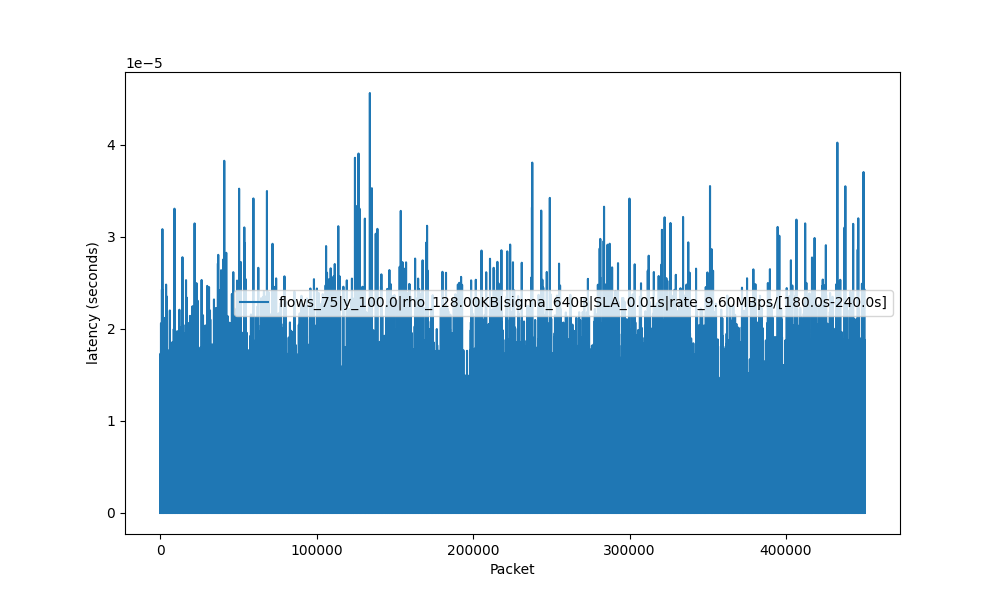 1e−5
4
3
2
1
0
latency (seconds)
flows_75|y_100.0|rho_128.00KB|sigma_640B|SLA_0.01s|rate_9.60MBps/[180.0s-240.0s]
0 100000 200000 300000 400000
Packet